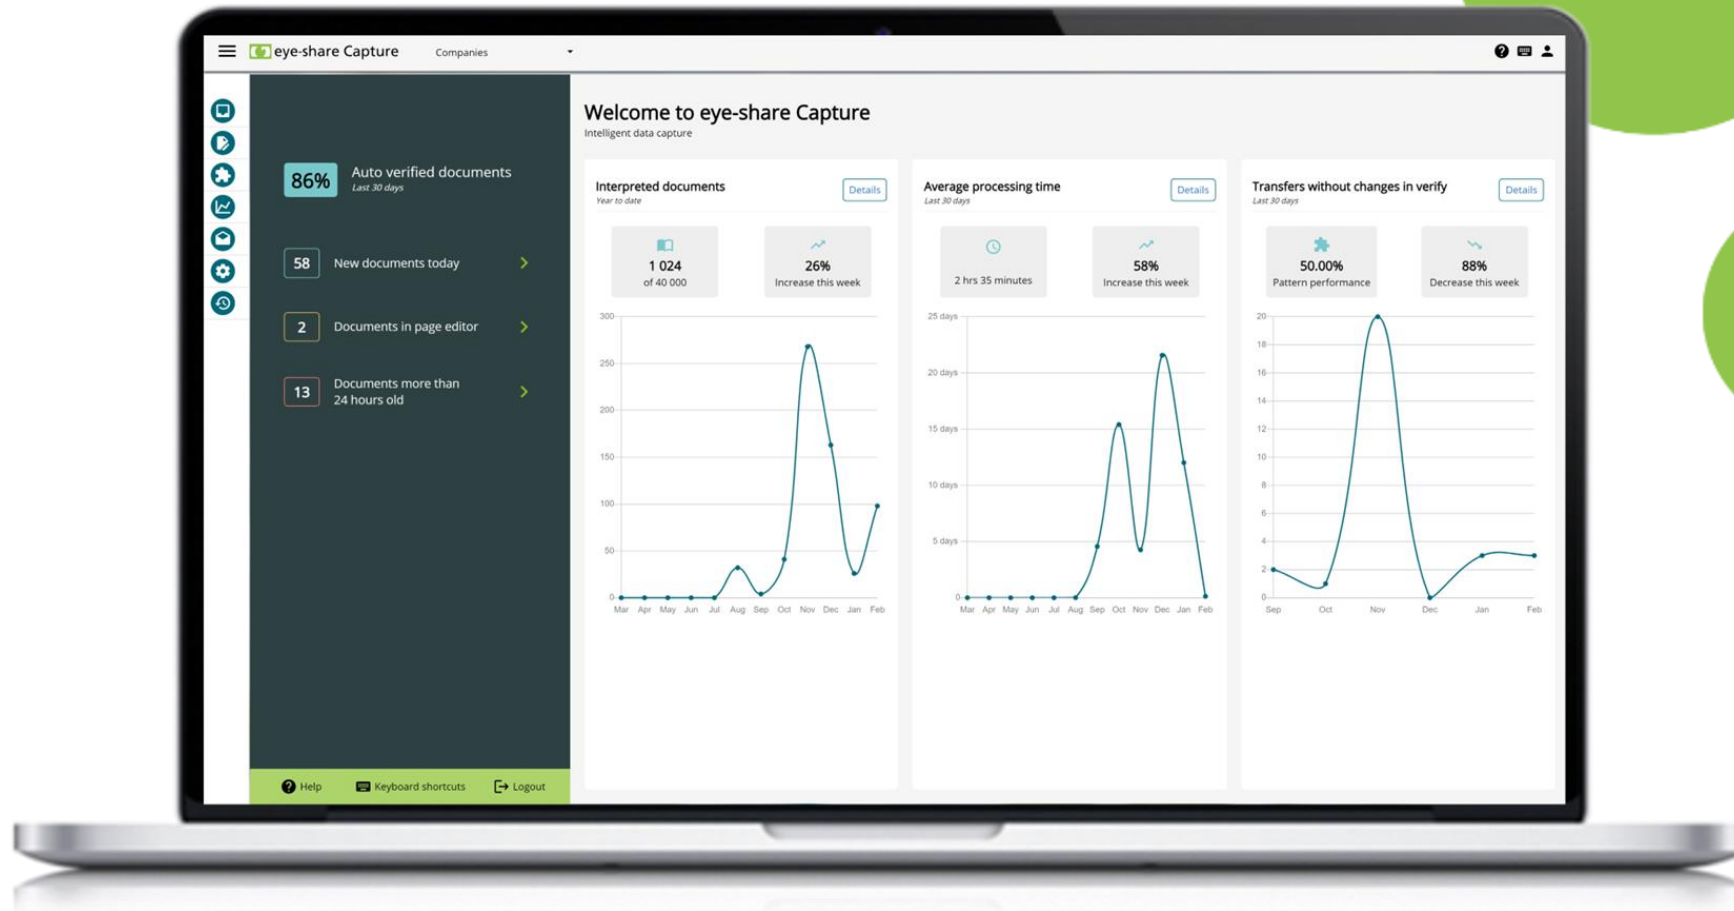 eye-share Capture
Companies
86%
Auto verified documents
Last 30 days
58
New documents today
2
Documents in page editor
13
Documents more than
24 hours old
Help
Keyboard shortcuts
Logout
Welcome to eye-share Capture
Intelligent data capture
Interpreted documents
Year to date
Details
1 024
of 40 000
26%
Increase this week
300
250
200
150
100
50
0
Mar Apr May Jun Jul Aug Sep Oct Nov Dec Jan Feb
Average processing time
Last 30 days
Details
2 hrs 35 minutes
58%
Increase this week
25 days
20 days
15 days
10 days
5 days
0
Mar Apr May Jun Jul Aug Sep Oct Nov Dec Jan Feb
Transfers without changes in verify
Last 30 days
Details
50.00%
Pattern performance
88%
Decrease this week
20
18
16
14
12
10
8
6
4
2
0
Sep Oct Nov Dec Jan Feb